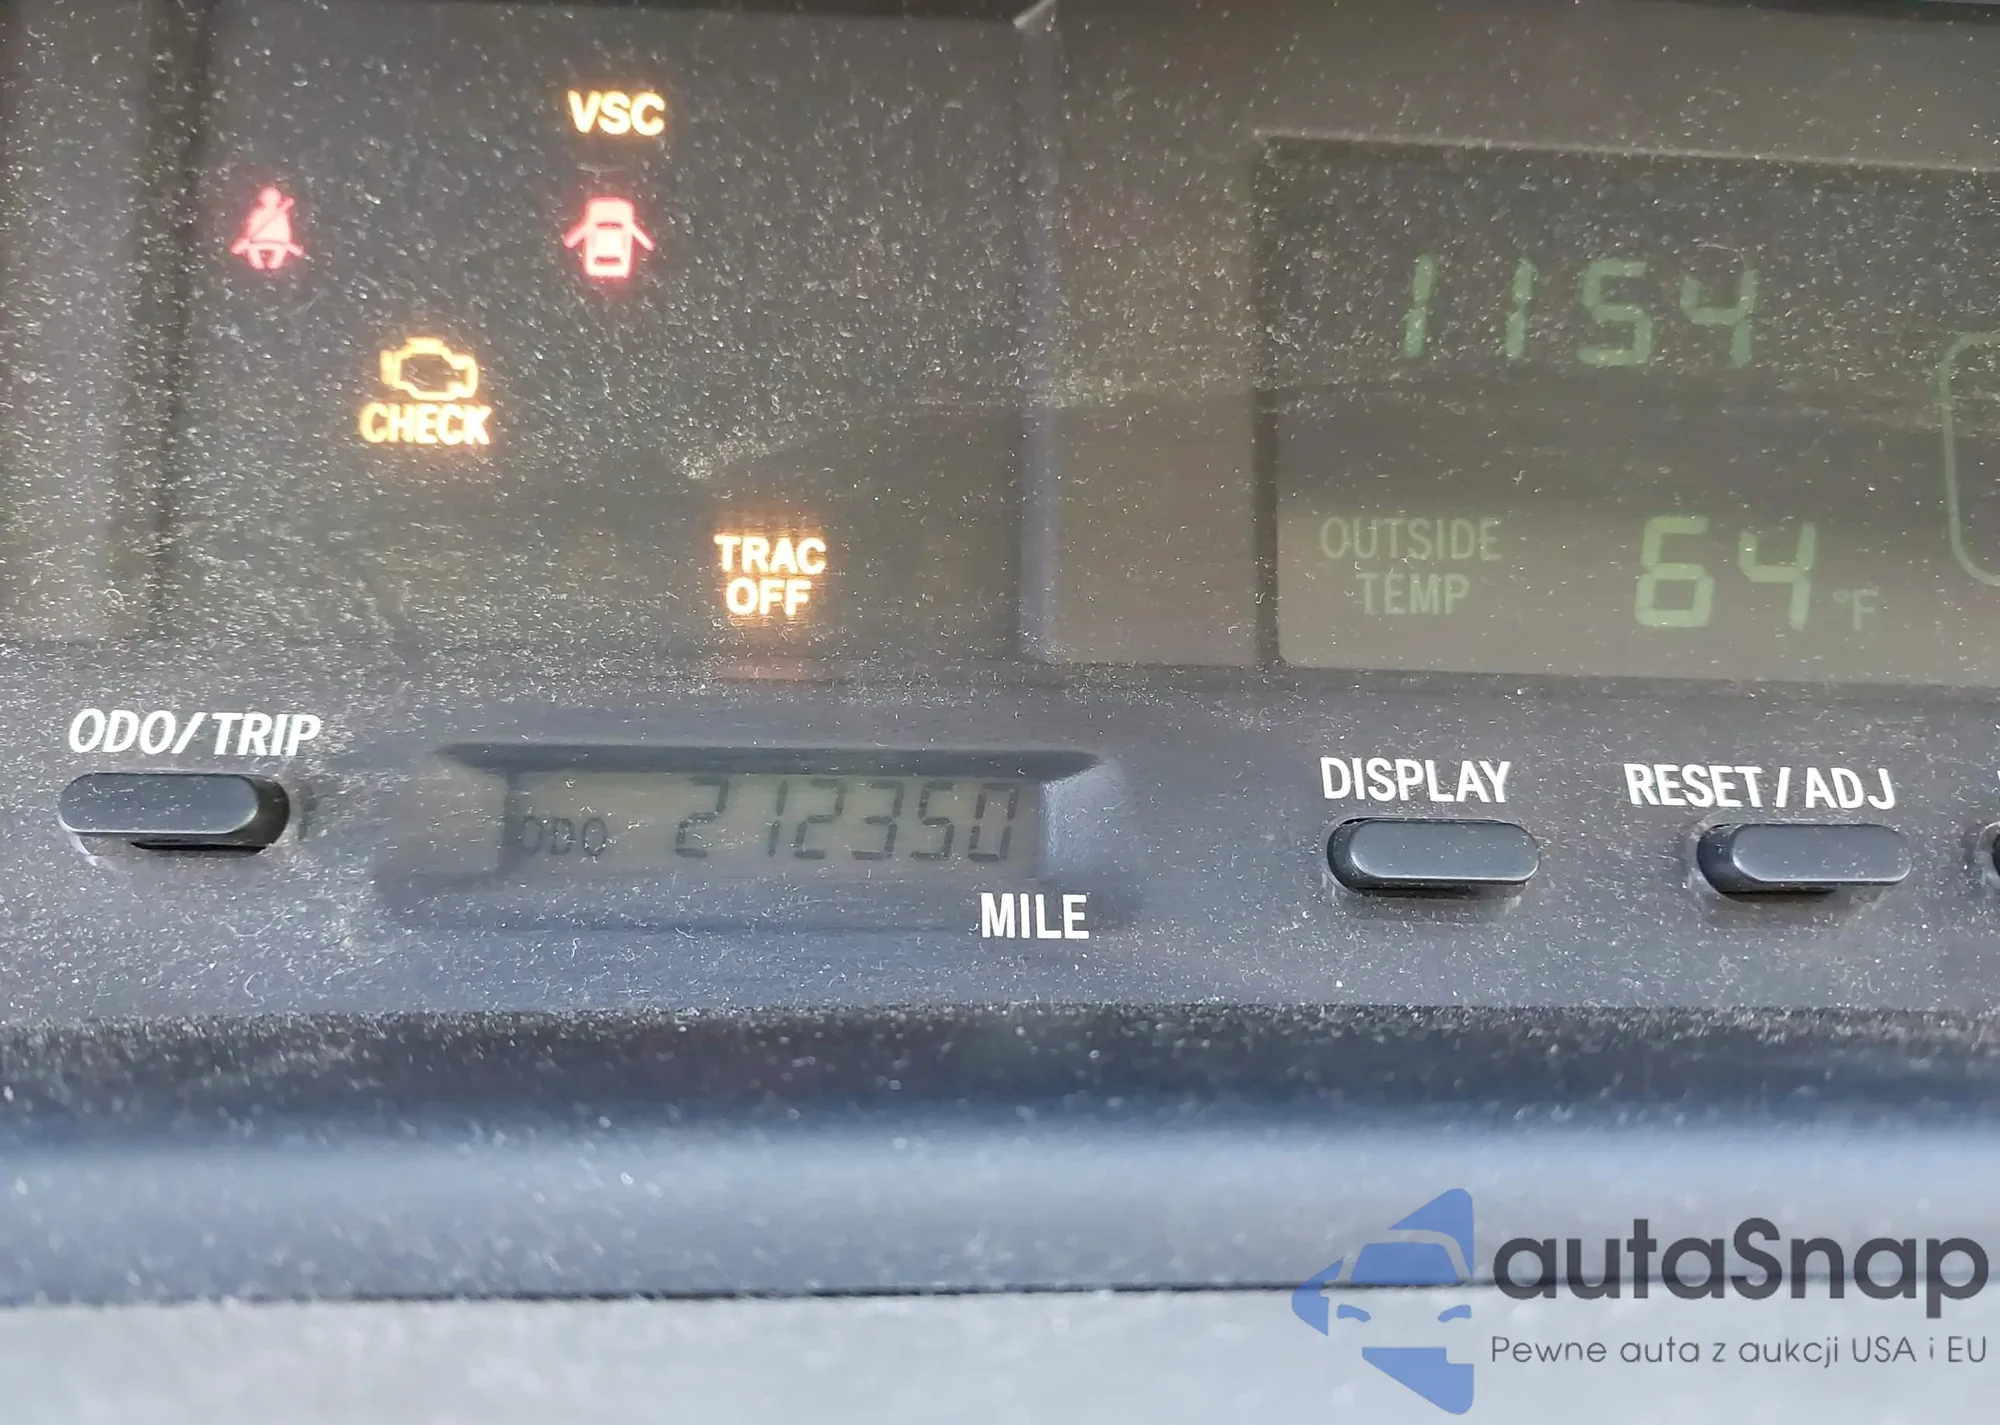 VSC
1154
CHECK
OUTSIDE
TEMP
64 °F
TRAC
OFF
ODO/TRIP
ODO 212350
MILE
DISPLAY
RESET / ADJ
autaSnap
Pewne auta z aukcji USA i EU